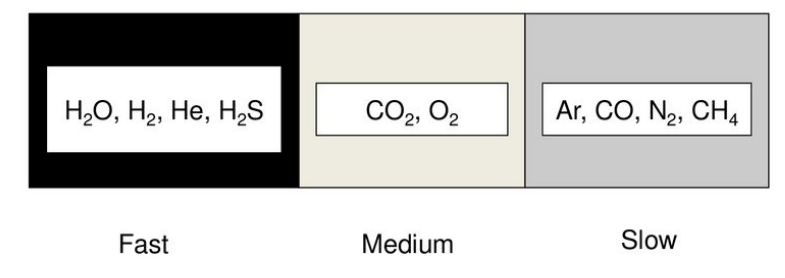 H₂O, H₂, He, H₂S
CO₂, O₂
Ar, CO, N₂, CH₄
Fast
Medium
Slow